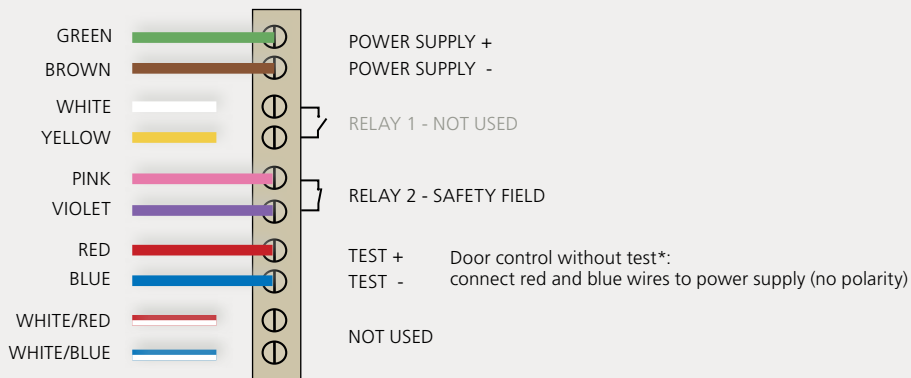 GREEN
BROWN
WHITE
YELLOW
PINK
VIOLET
RED
BLUE
WHITE/RED
WHITE/BLUE
POWER SUPPLY +
POWER SUPPLY -
RELAY 1 - NOT USED
RELAY 2 - SAFETY FIELD
TEST +
TEST -
Door control without test*:
connect red and blue wires to power supply (no polarity)
NOT USED